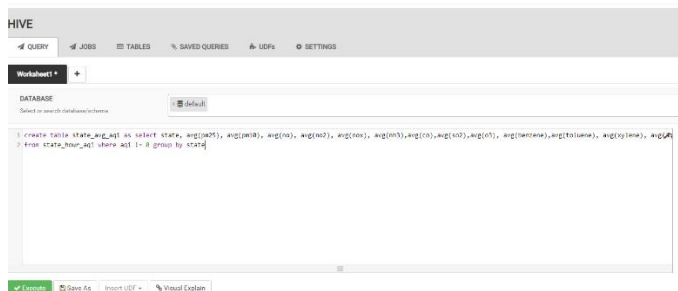 HIVE
QUERY JOBS TABLES SAVED QUERIES UDFs SETTINGS
Worksheet1 * +
DATABASE
Select or search database/schema
× default
1 create table state_avg_aqi as select state, avg(pm25), avg(pm10), avg(no), avg(no2), avg(nox), avg(nh3),avg(co),avg(so2),avg(o3), avg(benzene),avg(toluene), avg(xylene),
2 from state_hour_aqi where aqi != 0 group by state
Execute Save As Insert UDF Visual Explain